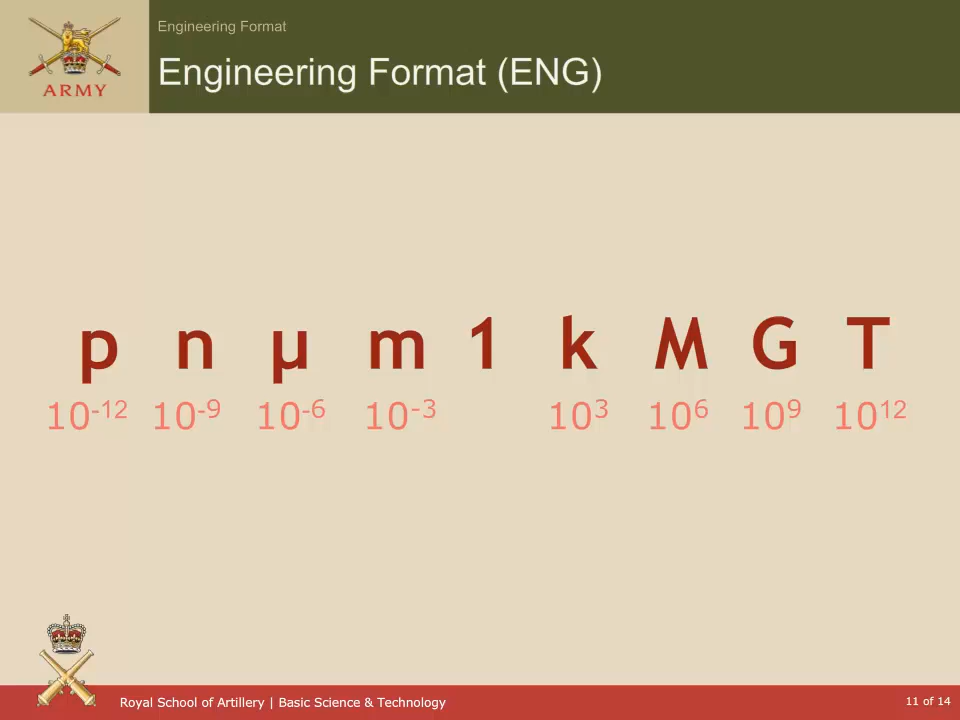 Engineering Format
Engineering Format (ENG)
ARMY
p n µ m 1 k M G T
10⁻¹² 10⁻⁹ 10⁻⁶ 10⁻³ 10³ 10⁶ 10⁹ 10¹²
Royal School of Artillery | Basic Science & Technology
11 of 14